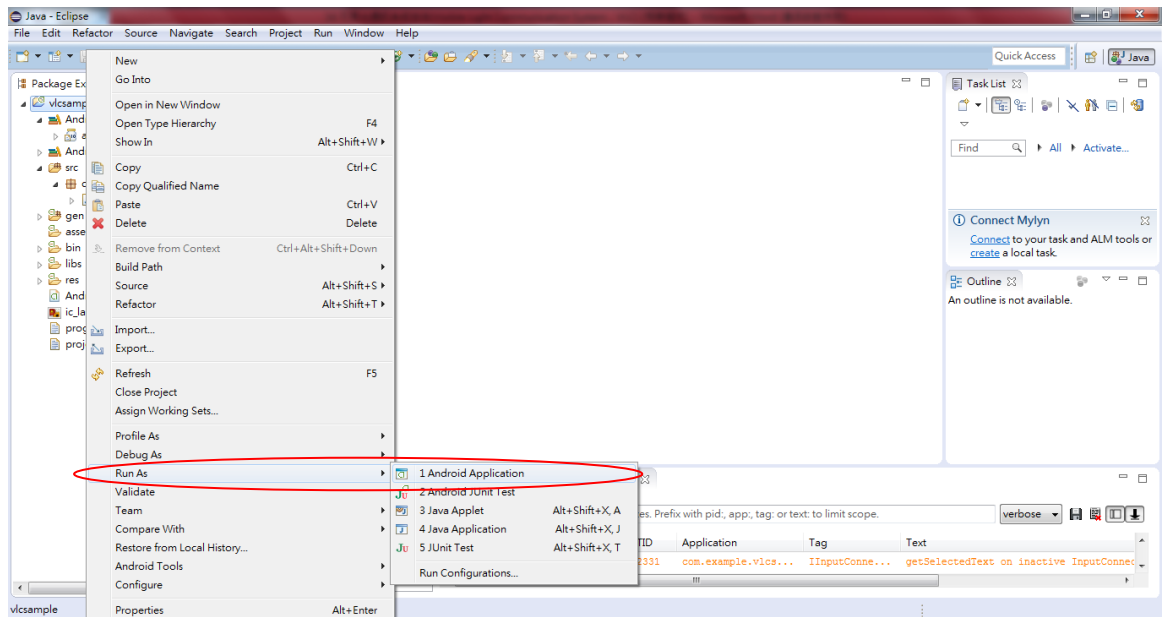 Java - Eclipse
File Edit Refactor Source Navigate Search Project Run Window Help
Quick Access
Java
Package Ex
vlcsamp
And
a
And
src
c
gen
asse
bin
libs
res
And
ic_la
prog
proj
New
Go Into
Open in New Window
Open Type Hierarchy F4
Show In Alt+Shift+W
Copy Ctrl+C
Copy Qualified Name
Paste Ctrl+V
Delete Delete
Remove from Context Ctrl+Alt+Shift+Down
Build Path
Source Alt+Shift+S
Refactor Alt+Shift+T
Import...
Export...
Refresh F5
Close Project
Assign Working Sets...
Profile As
Debug As
Run As
Validate
Team
Compare With
Restore from Local History...
Android Tools
Configure
Properties Alt+Enter
1 Android Application
2 Android JUnit Test
3 Java Applet Alt+Shift+X, A
4 Java Application Alt+Shift+X, J
5 JUnit Test Alt+Shift+X, T
Run Configurations...
Task List
Find All Activate...
Connect Mylyn
Connect to your task and ALM tools or
create a local task.
Outline
An outline is not available.
es. Prefix with pid:, app:, tag: or text: to limit scope.
verbose
TID Application Tag Text
2331 com.example.vlcs... IInputConne... getSelectedText on inactive InputConnec
vlcsample